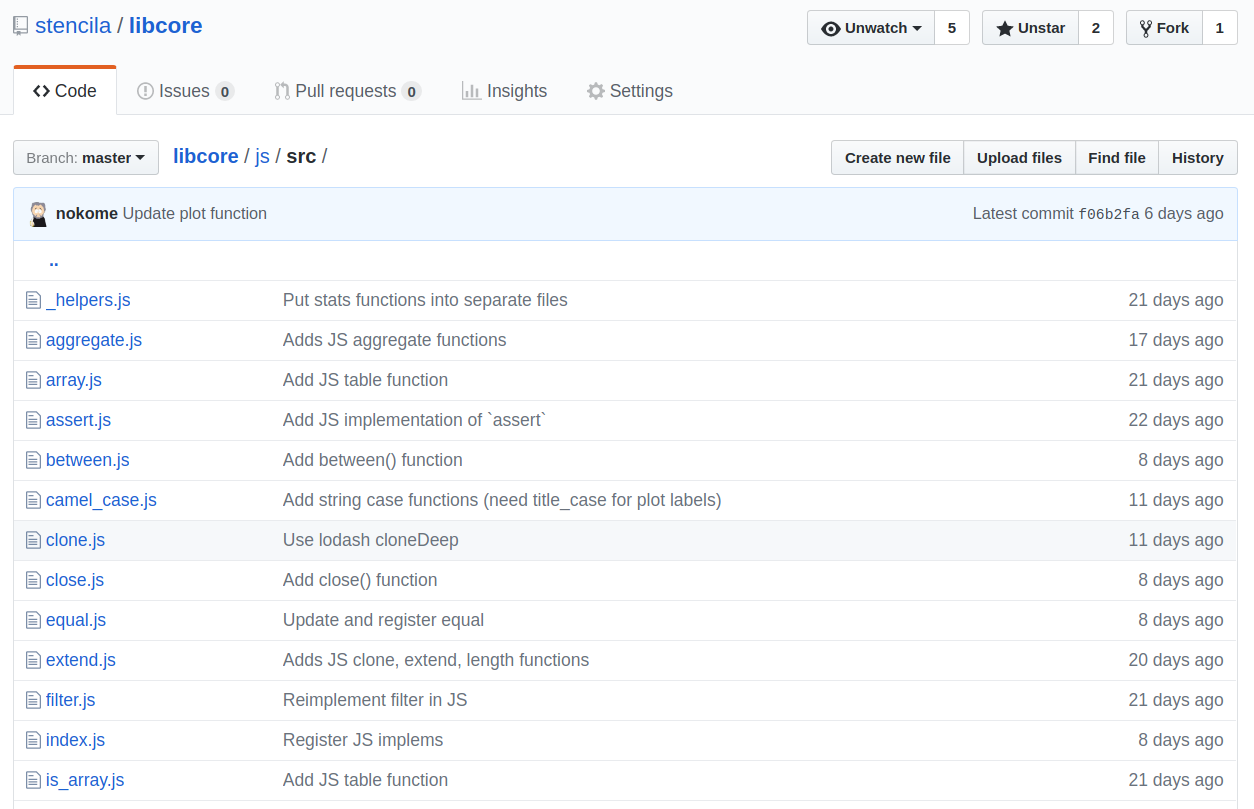 stencila / libcore Unwatch 5 Unstar 2 Fork 1
Code Issues 0 Pull requests 0 Insights Settings
Branch: master libcore / js / src / Create new file Upload files Find file History
nokome Update plot function Latest commit f06b2fa 6 days ago
..
_helpers.js Put stats functions into separate files 21 days ago
aggregate.js Adds JS aggregate functions 17 days ago
array.js Add JS table function 21 days ago
assert.js Add JS implementation of `assert` 22 days ago
between.js Add between() function 8 days ago
camel_case.js Add string case functions (need title_case for plot labels) 11 days ago
clone.js Use lodash cloneDeep 11 days ago
close.js Add close() function 8 days ago
equal.js Update and register equal 8 days ago
extend.js Adds JS clone, extend, length functions 20 days ago
filter.js Reimplement filter in JS 21 days ago
index.js Register JS implems 8 days ago
is_array.js Add JS table function 21 days ago